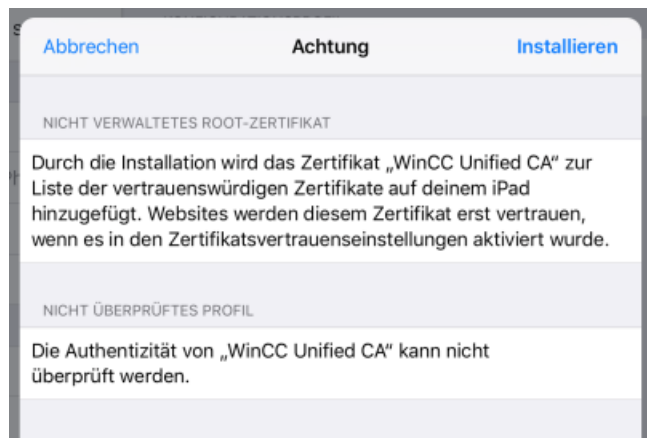 Abbrechen Achtung Installieren
NICHT VERWALTETES ROOT-ZERTIFIKAT
Durch die Installation wird das Zertifikat „WinCC Unified CA“ zur
Liste der vertrauenswürdigen Zertifikate auf deinem iPad
hinzugefügt. Websites werden diesem Zertifikat erst vertrauen,
wenn es in den Zertifikatsvertrauenseinstellungen aktiviert wurde.
NICHT ÜBERPRÜFTES PROFIL
Die Authentizität von „WinCC Unified CA“ kann nicht
überprüft werden.